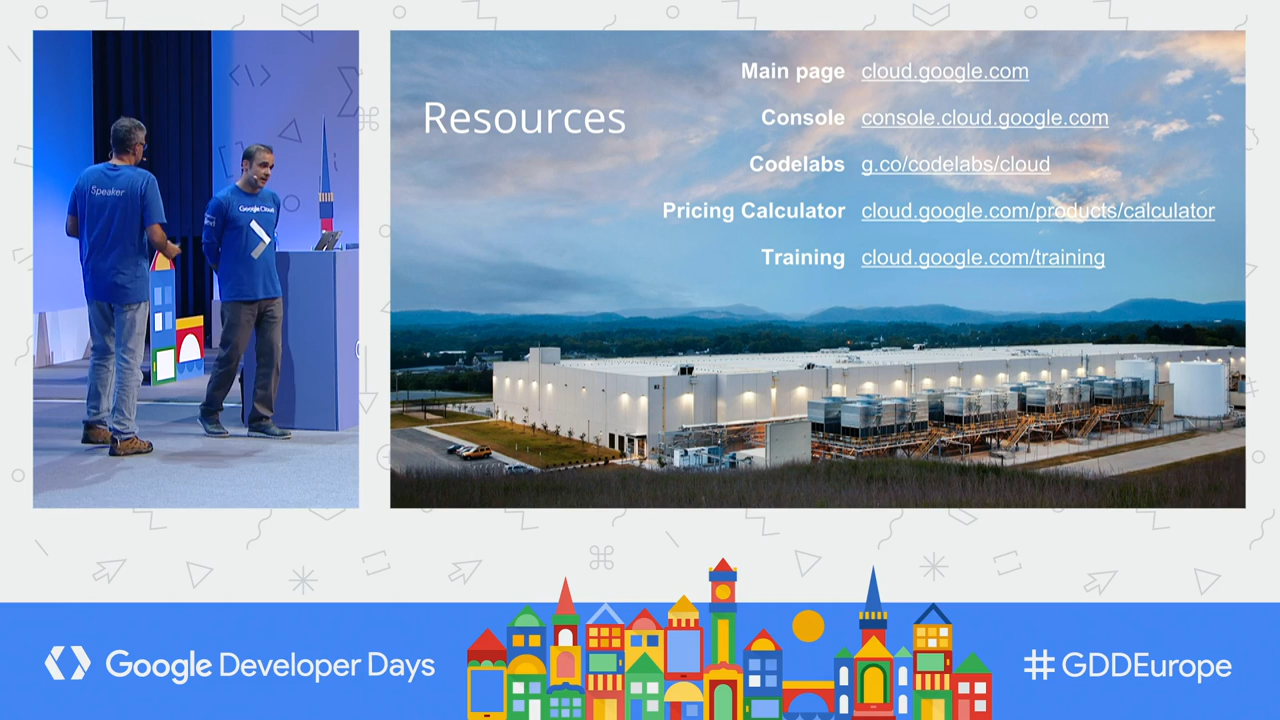 Speaker
Google Cloud
Resources
Main page cloud.google.com
Console console.cloud.google.com
Codelabs g.co/codelabs/cloud
Pricing Calculator cloud.google.com/products/calculator
Training cloud.google.com/training
Google Developer Days
#GDDEurope